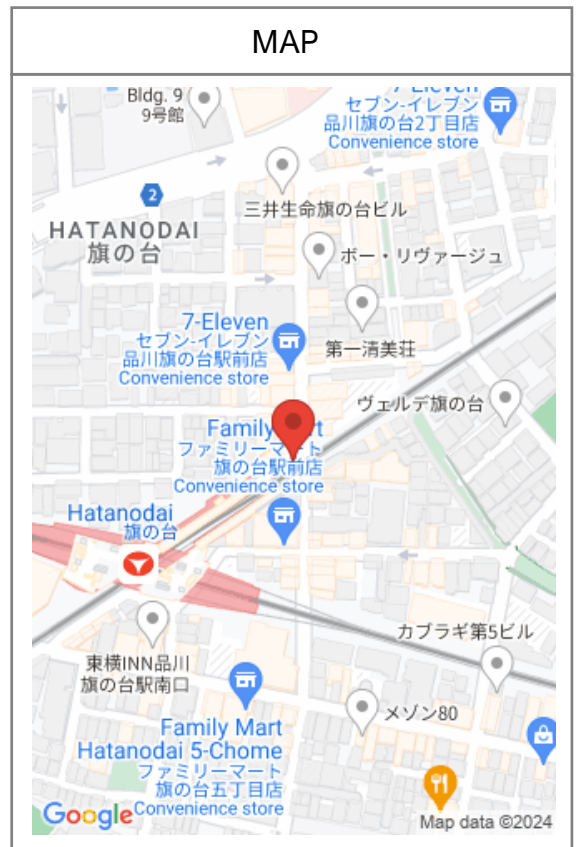 MAP
Bldg. 9
9号館
7-Eleven
セブン-イレブン
品川旗の台2丁目店
Convenience store
三井生命旗の台ビル
2
HATANODAI
旗の台
ボー・リヴァージュ
7-Eleven
セブン-イレブン
品川旗の台駅前店
Convenience store
第一清美荘
ヴェルデ旗の台
Family
ファミリーマート
旗の台駅前店
Convenience store
Hatanodai
旗の台
カブラギ第5ビル
東横INN品川
旗の台駅南口
メゾン80
Family Mart
Hatanodai 5-Chome
ファミリーマート
旗の台五丁目店
Convenience store
Google
Map data ©2024